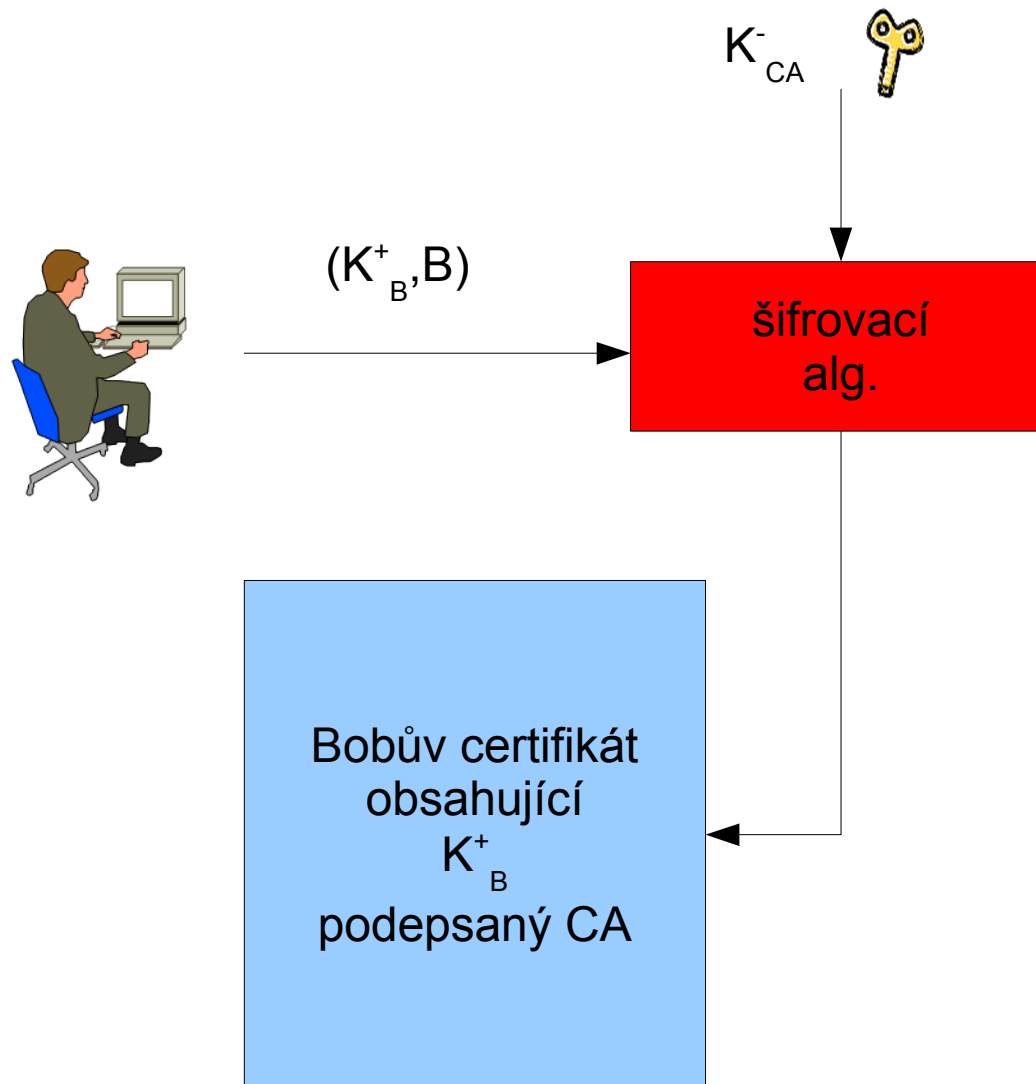 K⁻CA
(K⁺B,B)
šifrovací
alg.
Bobův certifikát
obsahující
K⁺B
podepsaný CA